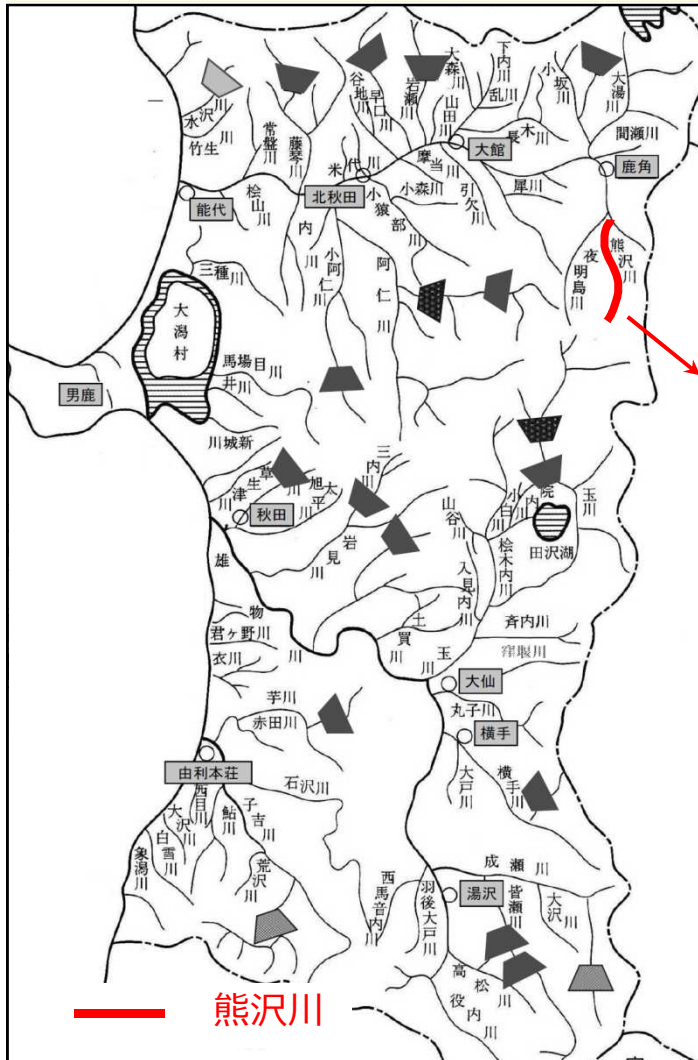 水沢川
竹生川
常盤川
藤琴川
谷地川
早口川
岩瀬川
大森川
山田川
下内川
乱川
長木川
小坂川
大湯川
間瀬川
大館
鹿角
米代川
摩当川
小森川
引欠川
犀川
能代
桧山川
北秋田
小猿部川
内川
小阿仁川
阿仁川
熊沢川
夜明島川
三種川
大潟村
馬場目川
井川
男鹿
新城川
草生津川
旭川
太平川
三内川
秋田
岩見川
山谷川
小白川
院内川
玉川
田沢湖
桧木内川
入見内川
斉内川
窪堰川
土買川
玉川
雄物川
君ヶ野川
衣川
大仙
丸子川
横手
芋川
赤田川
大戸川
横手川
由利本荘
石沢川
西目川
鮎川
子吉川
大沢川
白雪川
象潟川
荒沢川
成瀬川
西馬音内川
羽後大戸川
湯沢
皆瀬川
大沢川
高松川
役内川
熊沢川